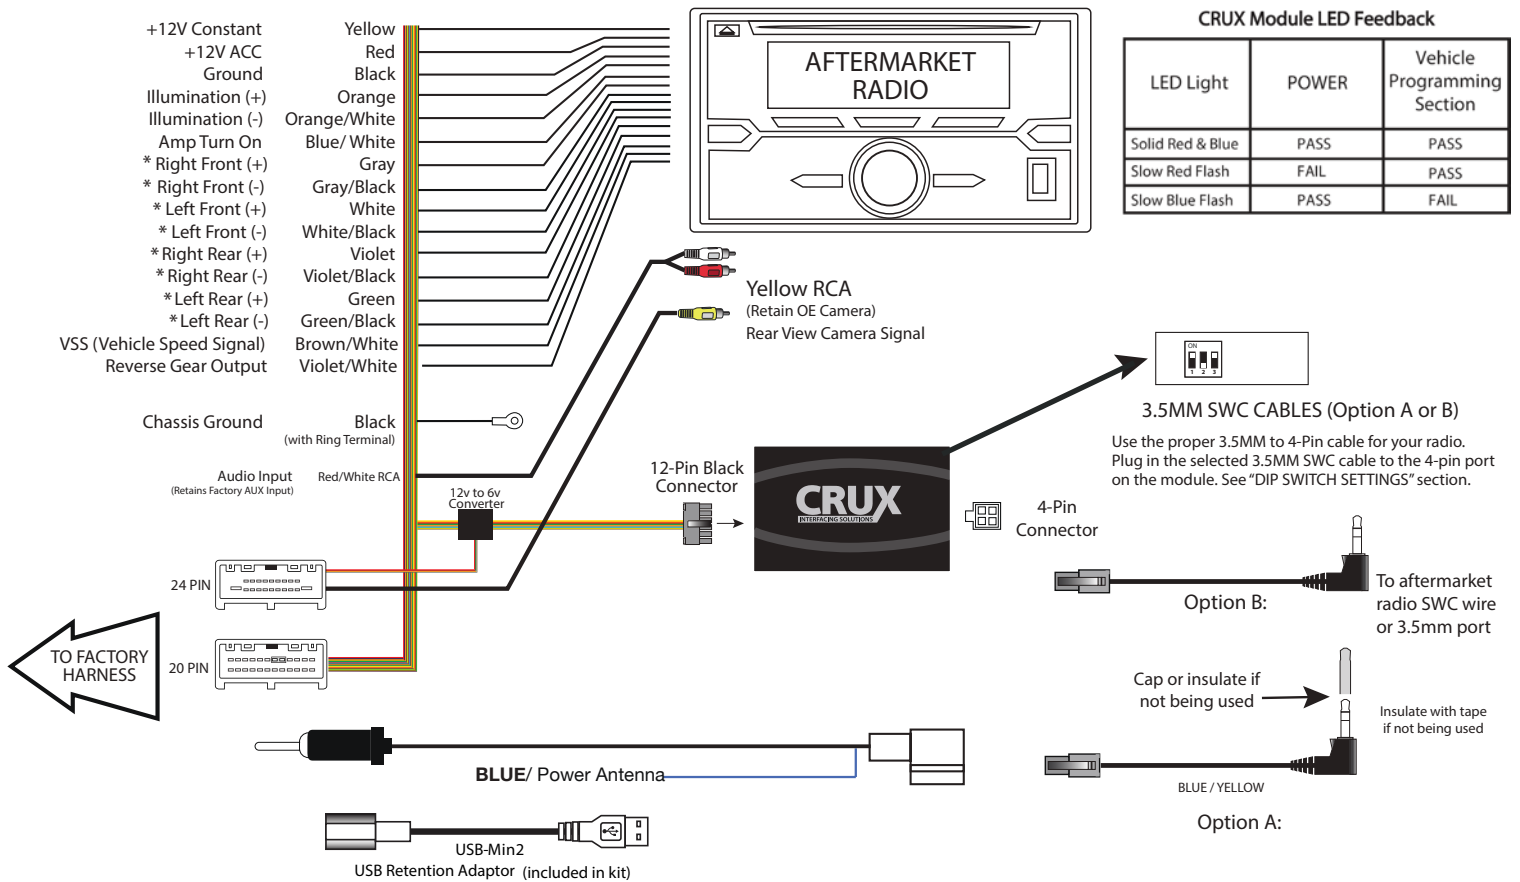 +12V Constant Yellow
+12V ACC Red
Ground Black
Illumination (+) Orange
Illumination (-) Orange/White
Amp Turn On Blue/ White
* Right Front (+) Gray
* Right Front (-) Gray/Black
* Left Front (+) White
* Left Front (-) White/Black
* Right Rear (+) Violet
* Right Rear (-) Violet/Black
* Left Rear (+) Green
* Left Rear (-) Green/Black
VSS (Vehicle Speed Signal) Brown/White
Reverse Gear Output Violet/White
Chassis Ground Black
(with Ring Terminal)
Audio Input Red/White RCA
(Retains Factory AUX Input)
AFTERMARKET
RADIO
CRUX Module LED Feedback
LED Light POWER Vehicle
Programming
Section
Solid Red & Blue PASS PASS
Slow Red Flash FAIL PASS
Slow Blue Flash PASS FAIL
Yellow RCA
(Retain OE Camera)
Rear View Camera Signal
ON
1 2 3
3.5MM SWC CABLES (Option A or B)
Use the proper 3.5MM to 4-Pin cable for your radio.
Plug in the selected 3.5MM SWC cable to the 4-pin port
on the module. See “DIP SWITCH SETTINGS” section.
12v to 6v
Converter
12-Pin Black
Connector
CRUX
INTERFACING SOLUTIONS
4-Pin
Connector
24 PIN
20 PIN
TO FACTORY
HARNESS
Option B:
To aftermarket
radio SWC wire
or 3.5mm port
Cap or insulate if
not being used
Insulate with tape
if not being used
BLUE / YELLOW
Option A:
BLUE/ Power Antenna
USB-Min2
USB Retention Adaptor (included in kit)